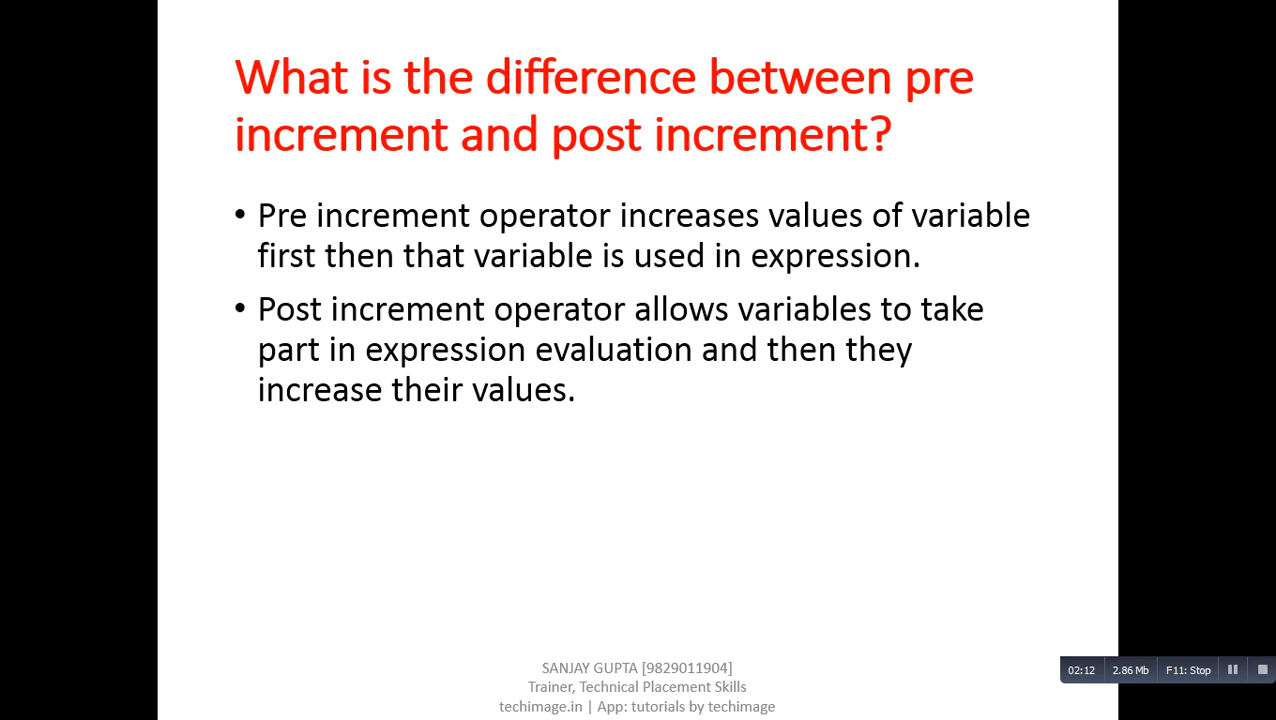 What is the difference between pre
increment and post increment?
• Pre increment operator increases values of variable
first then that variable is used in expression.
• Post increment operator allows variables to take
part in expression evaluation and then they
increase their values.
SANJAY GUPTA [9829011904]
Trainer, Technical Placement Skills
techimage.in | App: tutorials by techimage
02:12 2.86 Mb F11: Stop